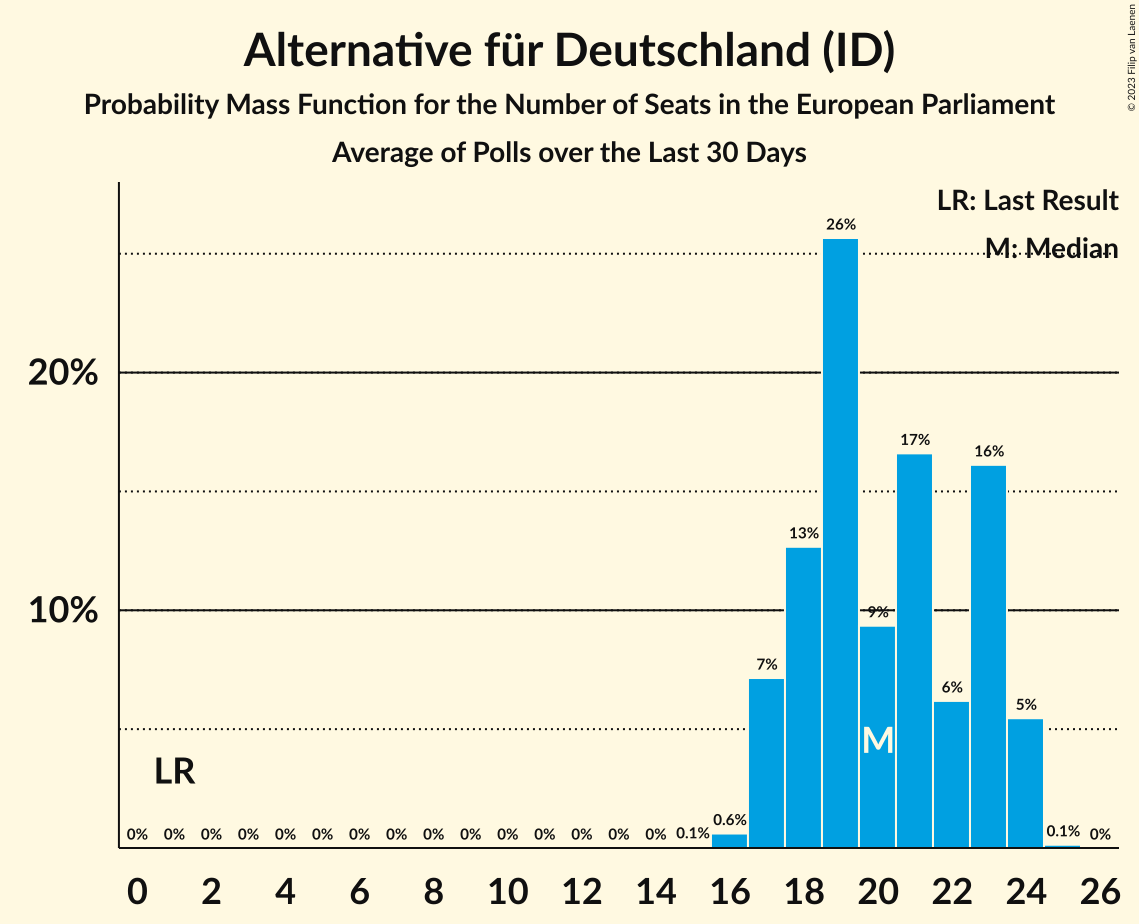 Alternative für Deutschland (ID)
Probability Mass Function for the Number of Seats in the European Parliament
Average of Polls over the Last 30 Days
© 2023 Filip van Laenen
LR: Last Result
M: Median
26%
20%
17%
16%
13%
10%
9%
7%
6%
5%
M
LR
0% 0% 0% 0% 0% 0% 0% 0% 0% 0% 0% 0% 0% 0% 0% 0.1% 0.6% 0.1% 0%
0 2 4 6 8 10 12 14 16 18 20 22 24 26